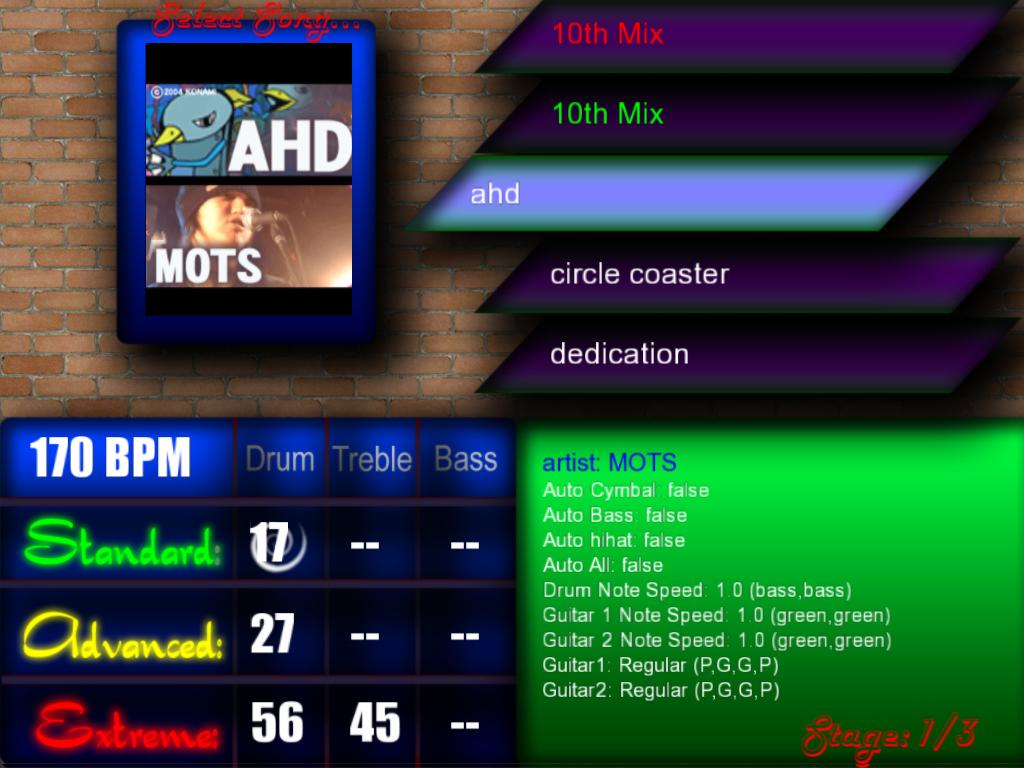 Select Song...
©2004 KONAMI
AHD
MOTS
10th Mix
10th Mix
ahd
circle coaster
dedication
170 BPM Drum Treble Bass
Standard: 17 -- --
Advanced: 27 -- --
Extreme: 56 45 --
artist: MOTS
Auto Cymbal: false
Auto Bass: false
Auto hihat: false
Auto All: false
Drum Note Speed: 1.0 (bass,bass)
Guitar 1 Note Speed: 1.0 (green,green)
Guitar 2 Note Speed: 1.0 (green,green)
Guitar1: Regular (P,G,G,P)
Guitar2: Regular (P,G,G,P)
Stage: 1/3